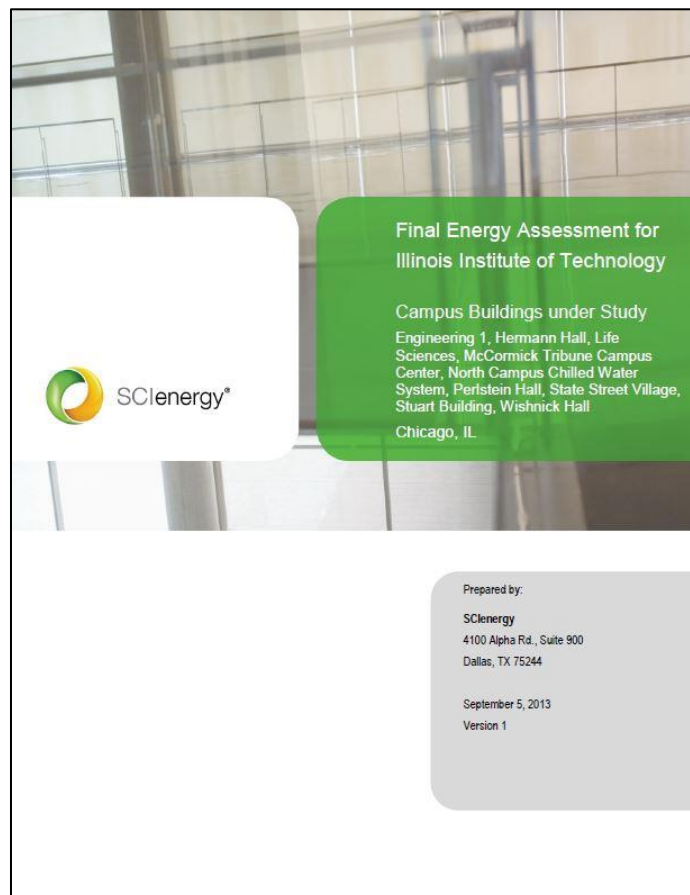 Final Energy Assessment for
Illinois Institute of Technology
Campus Buildings under Study
Engineering 1, Hermann Hall, Life
Sciences, McCormick Tribune Campus
Center, North Campus Chilled Water
System, Perlstein Hall, State Street Village,
Stuart Building, Wishnick Hall
Chicago, IL
SCIenergy®
Prepared by:
SCIenergy
4100 Alpha Rd., Suite 900
Dallas, TX 75244
September 5, 2013
Version 1